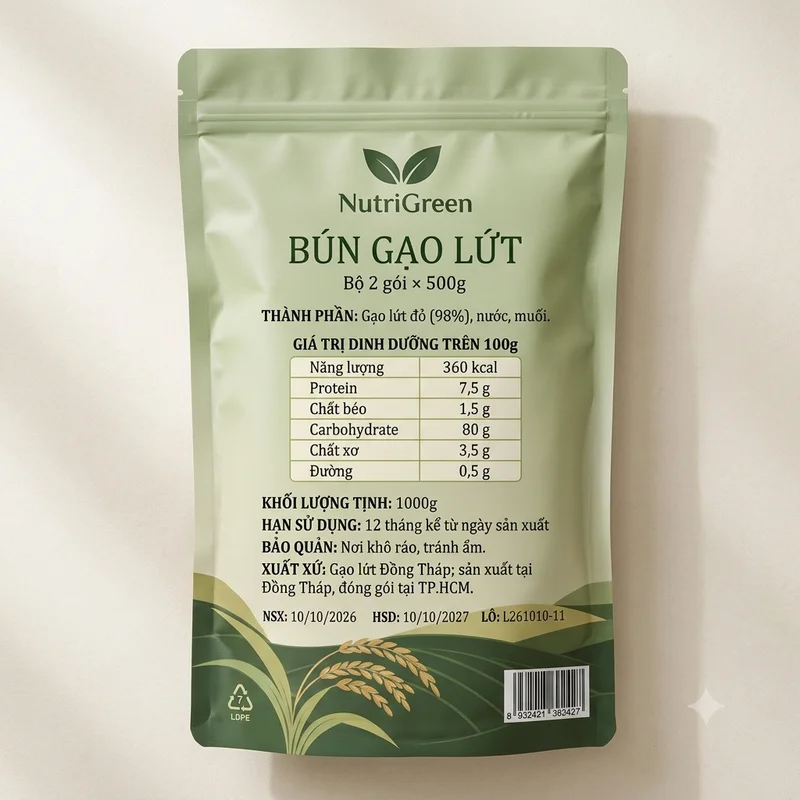 NutriGreen
BÚN GẠO LỨT
Bộ 2 gói × 500g
THÀNH PHẦN: Gạo lứt đỏ (98%), nước, muối.
GIÁ TRỊ DINH DƯỠNG TRÊN 100g
Năng lượng 360 kcal
Protein 7,5 g
Chất béo 1,5 g
Carbohydrate 80 g
Chất xơ 3,5 g
Đường 0,5 g
KHỐI LƯỢNG TỊNH: 1000g
HẠN SỬ DỤNG: 12 tháng kể từ ngày sản xuất
BẢO QUẢN: Nơi khô ráo, tránh ẩm.
XUẤT XỨ: Gạo lứt Đồng Tháp; sản xuất tại
Đồng Tháp, đóng gói tại TP.HCM.
NSX: 10/10/2026 HSD: 10/10/2027 LÔ: L261010-11
7
LDPE
8 932421 383427